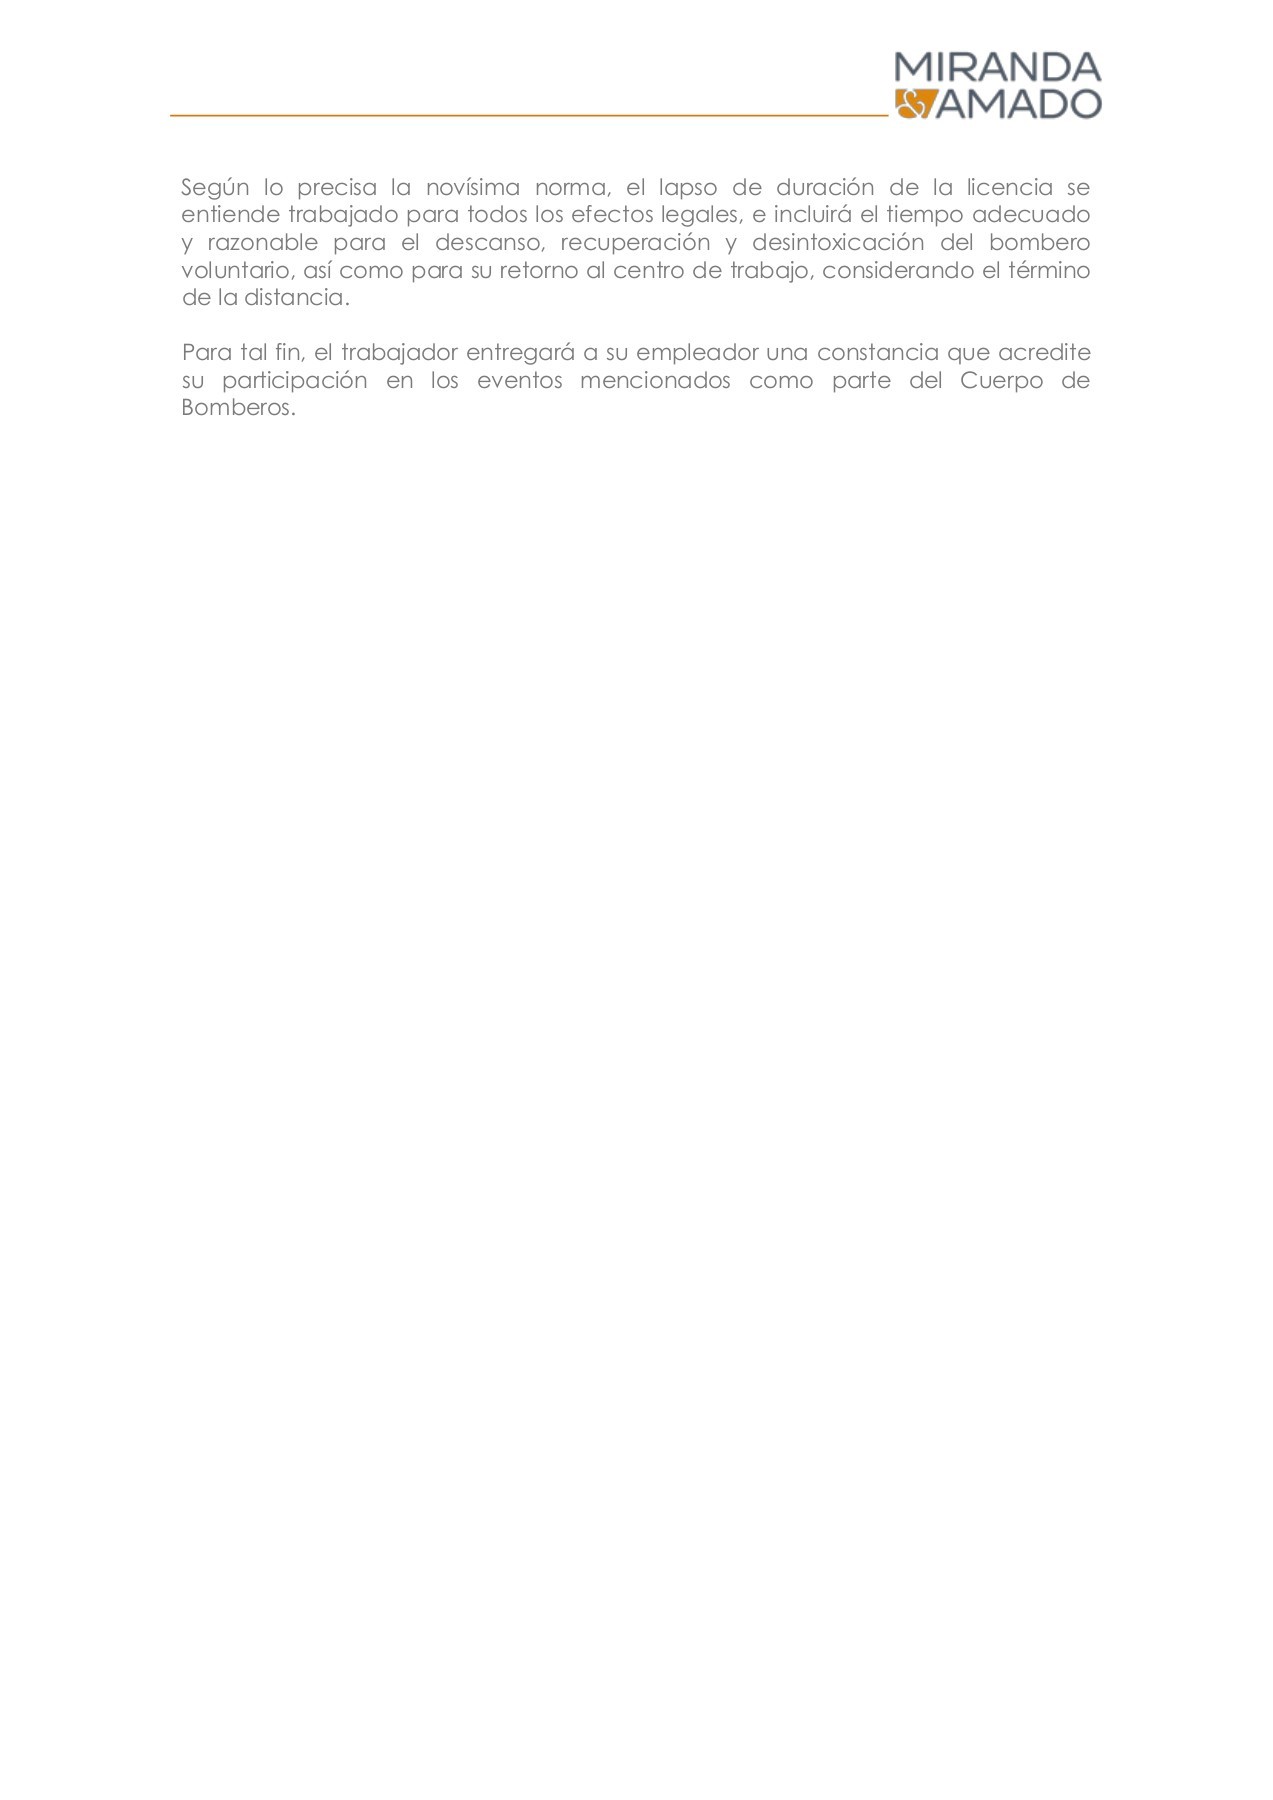 MIRANDA
&AMADO
Según lo precisa la novísima norma, el lapso de duración de la licencia se
entiende trabajado para todos los efectos legales, e incluirá el tiempo adecuado
y razonable para el descanso, recuperación y desintoxicación del bombero
voluntario, así como para su retorno al centro de trabajo, considerando el término
de la distancia.
Para tal fin, el trabajador entregará a su empleador una constancia que acredite
su participación en los eventos mencionados como parte del Cuerpo de
Bomberos.